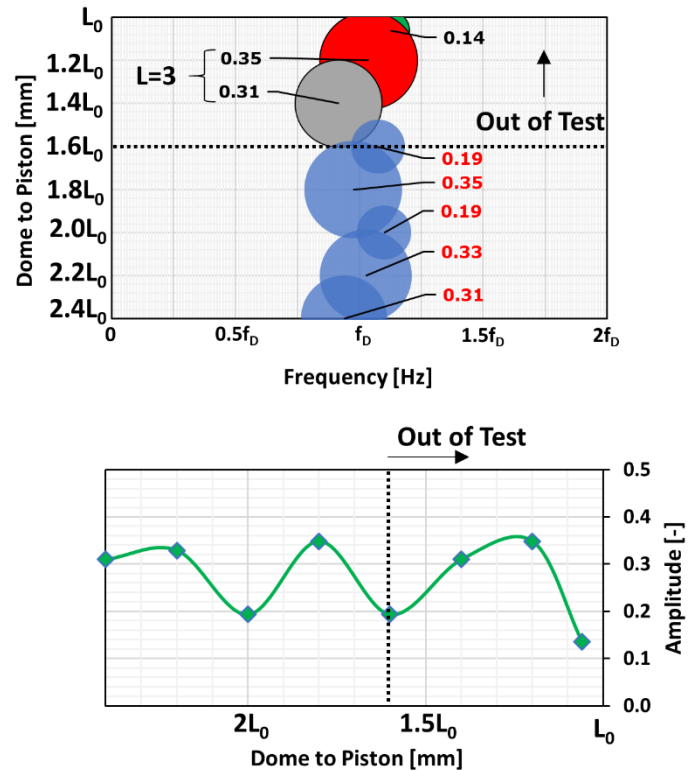 L0
1.2L0
1.4L0
1.6L0
1.8L0
2.0L0
2.2L0
2.4L0
Dome to Piston [mm]
L=3
0.35
0.31
0.14
Out of Test
0.19
0.35
0.19
0.33
0.31
0
0.5fD
fD
1.5fD
2fD
Frequency [Hz]
Out of Test
0.5
0.4
0.3
0.2
0.1
0.0
Amplitude [-]
2L0
1.5L0
L0
Dome to Piston [mm]